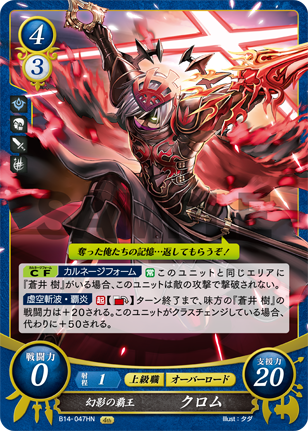 4
3
奪った俺たちの記憶…返してもらうぞ！
CF カルネージフォーム 常 このユニットと同じエリアに
『蒼井 樹』がいる場合、このユニットは敵の攻撃で撃破されない。
虚空斬波・覇炎 起 【】ターン終了まで、味方の『蒼井 樹』の
戦闘力は＋20される。このユニットがクラスチェンジしている場合、
代わりに＋50される。
戦闘力 0
射程 1 上級職 オーバーロード
支援力 20
幻影の覇王 クロム
B14-047HN Illust：タダ